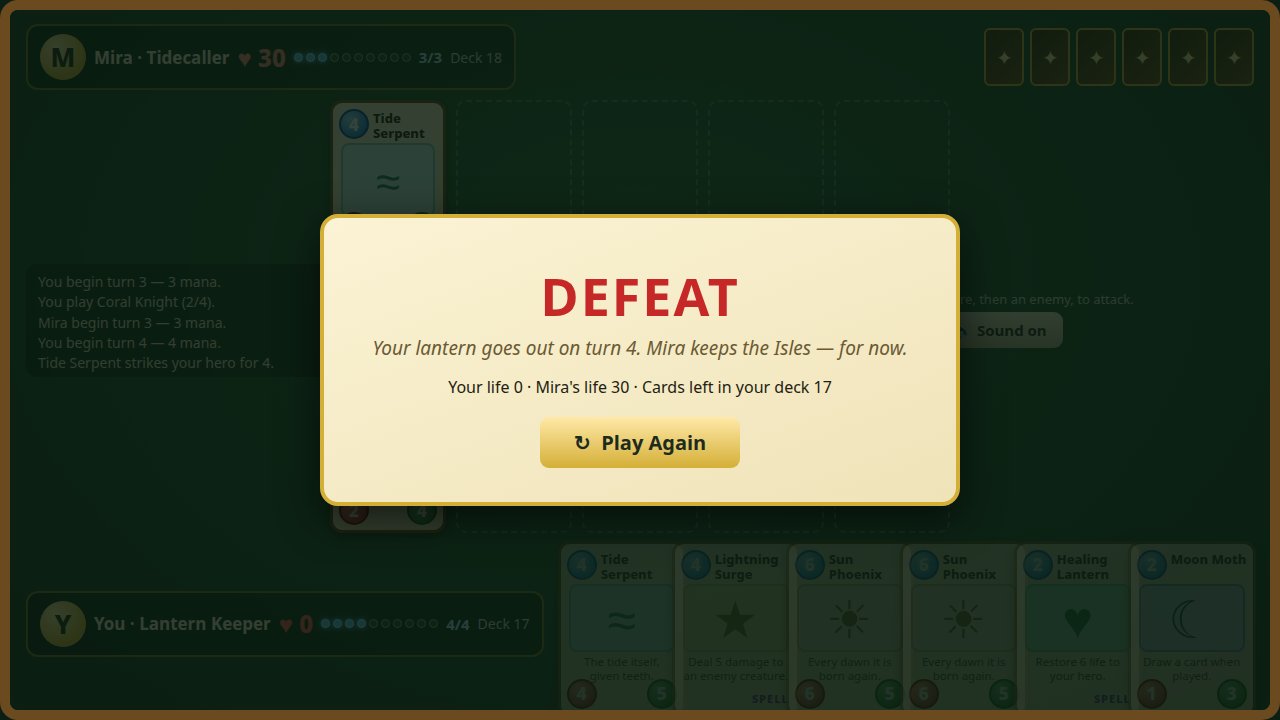 M Mira · Tidecaller ♥ 30 3/3 Deck 18
4 Tide
Serpent
You begin turn 3 — 3 mana.
You play Coral Knight (2/4).
Mira begin turn 3 — 3 mana.
You begin turn 4 — 4 mana.
Tide Serpent strikes your hero for 4.
DEFEAT
Your lantern goes out on turn 4. Mira keeps the Isles — for now.
Your life 0 · Mira's life 30 · Cards left in your deck 17
↻ Play Again
then an enemy, to attack.
Sound on
2 4
Y You · Lantern Keeper ♥ 0 4/4 Deck 17
4 Tide
Serpent
The tide itself,
given teeth.
4 5
4 Lightning
Surge
Deal 5 damage to
an enemy creature.
SPELL
6 Sun
Phoenix
Every dawn it is
born again.
6 5
6 Sun
Phoenix
Every dawn it is
born again.
6 5
2 Healing
Lantern
Restore 6 life to
your hero.
SPELL
2 Moon Moth
Draw a card when
played.
1 3